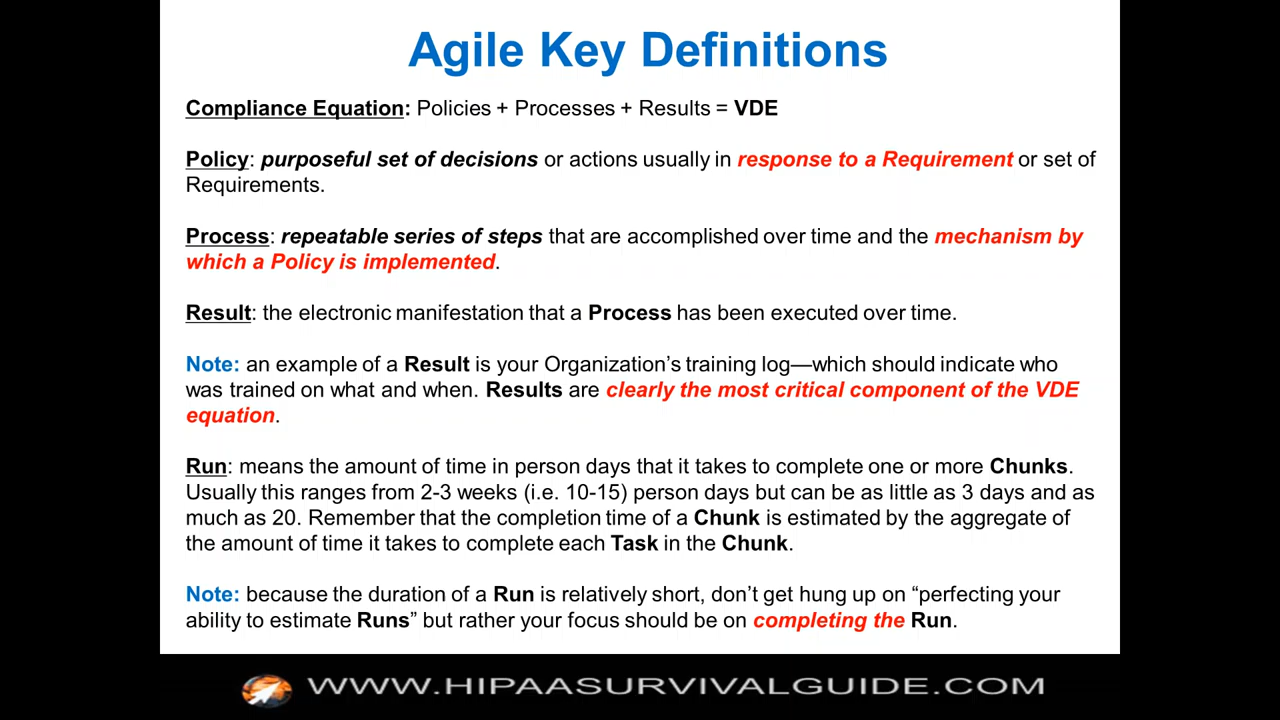 Agile Key Definitions
Compliance Equation: Policies + Processes + Results = VDE
Policy: purposeful set of decisions or actions usually in response to a Requirement or set of
Requirements.
Process: repeatable series of steps that are accomplished over time and the mechanism by
which a Policy is implemented.
Result: the electronic manifestation that a Process has been executed over time.
Note: an example of a Result is your Organization’s training log—which should indicate who
was trained on what and when. Results are clearly the most critical component of the VDE
equation.
Run: means the amount of time in person days that it takes to complete one or more Chunks.
Usually this ranges from 2-3 weeks (i.e. 10-15) person days but can be as little as 3 days and as
much as 20. Remember that the completion time of a Chunk is estimated by the aggregate of
the amount of time it takes to complete each Task in the Chunk.
Note: because the duration of a Run is relatively short, don’t get hung up on “perfecting your
ability to estimate Runs” but rather your focus should be on completing the Run.
WWW.HIPAASURVIVALGUIDE.COM